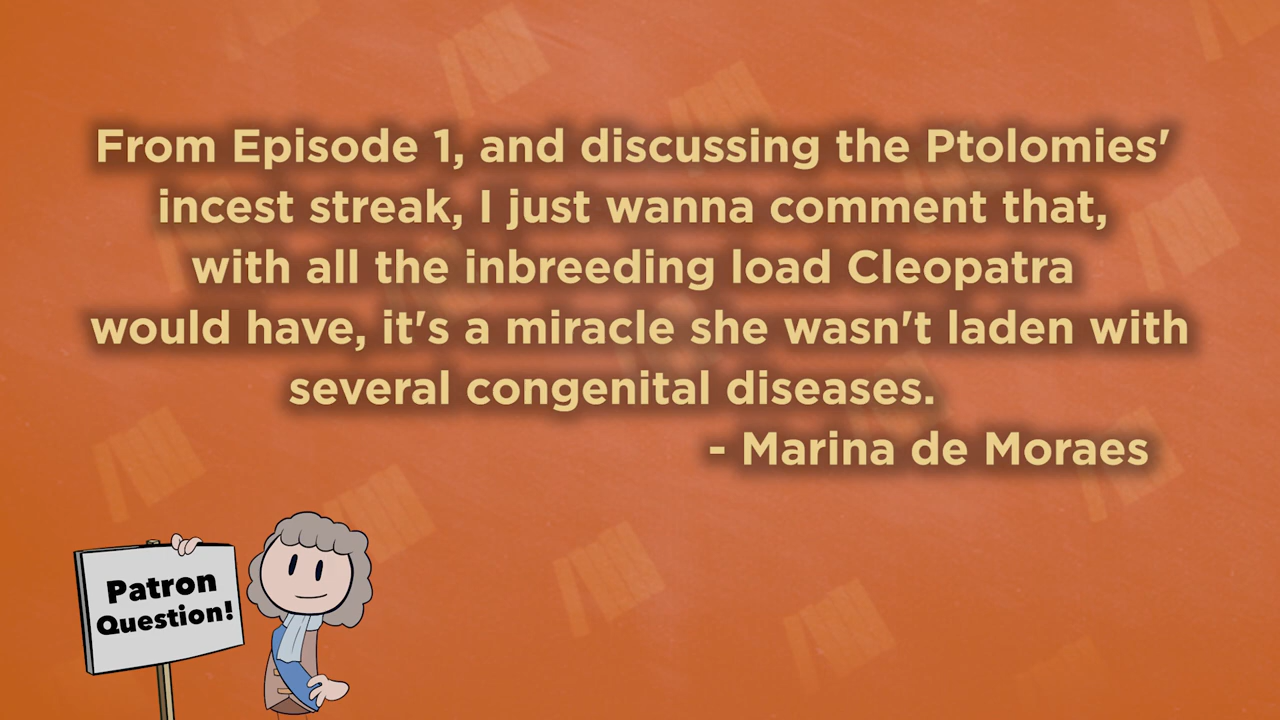 From Episode 1, and discussing the Ptolomies'
incest streak, I just wanna comment that,
with all the inbreeding load Cleopatra
would have, it's a miracle she wasn't laden with
several congenital diseases.
- Marina de Moraes
Patron
Question!